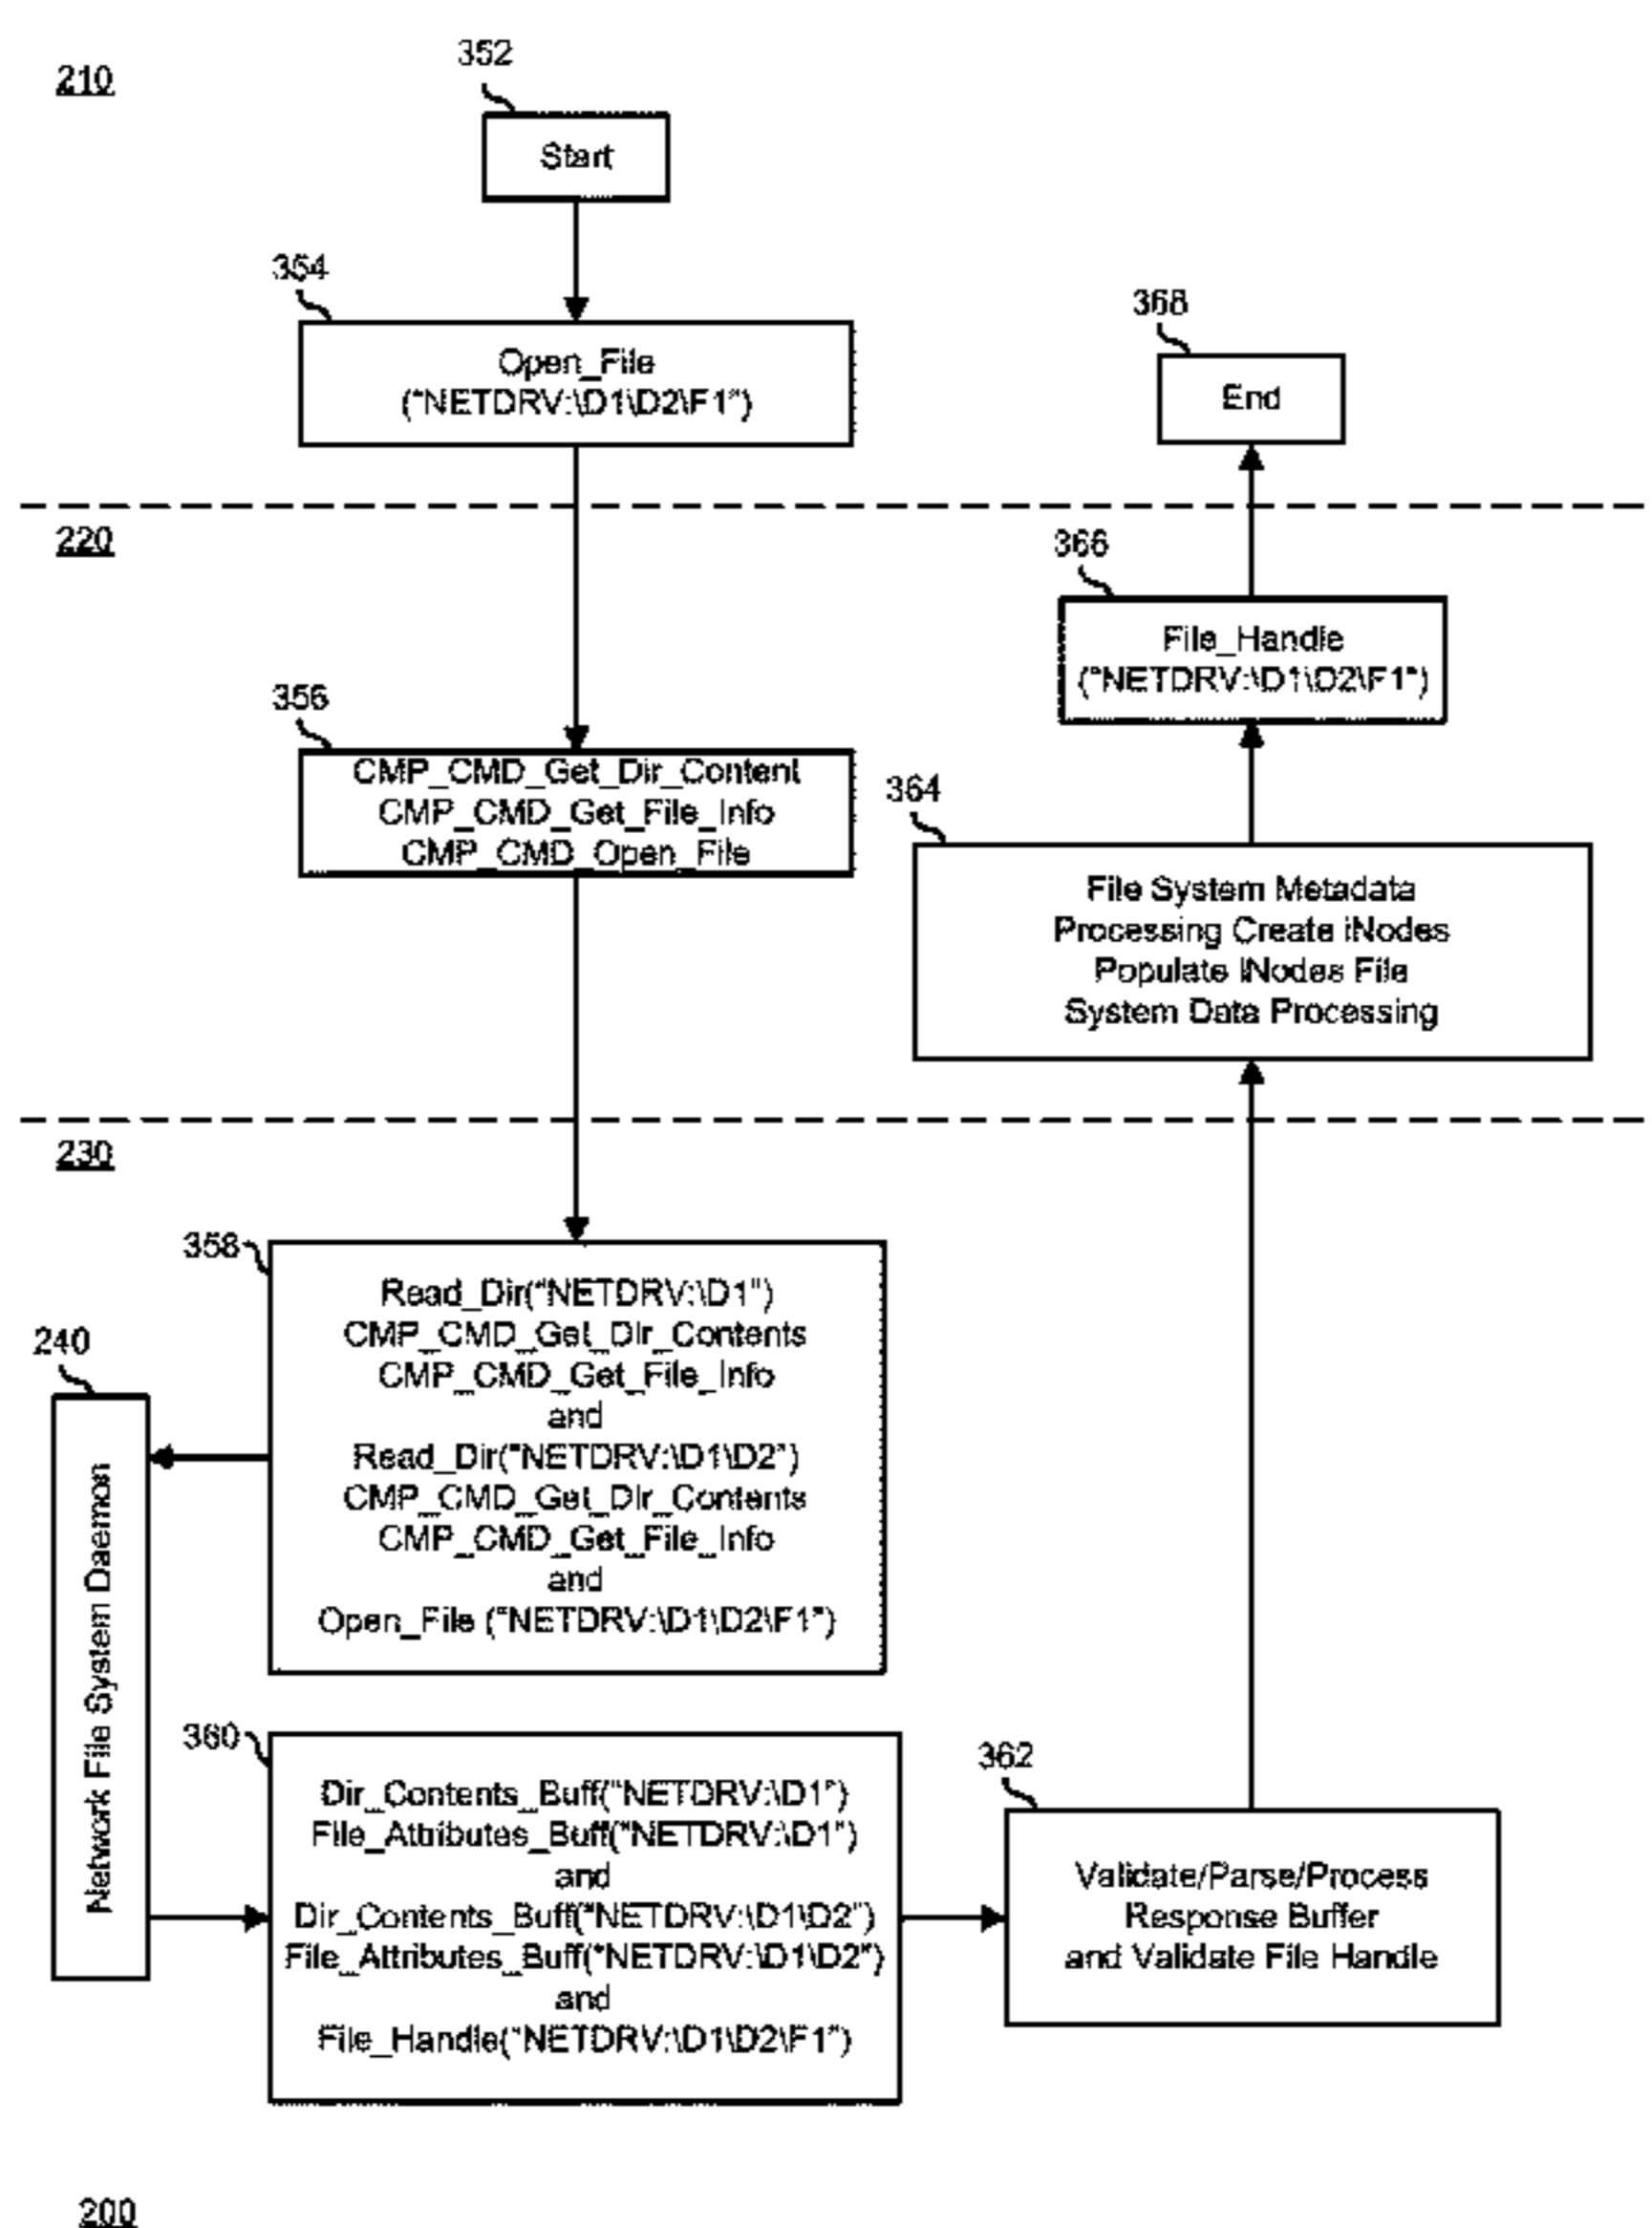 210
352
Start
354
Open_File
("NETDRV:\D1\D2\F1")
368
End
220
366
File_Handle
("NETDRV:\D1\D2\F1")
356
CMP_CMD_Get_Dir_Content
CMP_CMD_Get_File_Info
CMP_CMD_Open_File
364
File System Metadata
Processing Create iNodes
Populate iNodes File
System Data Processing
230
358
Read_Dir("NETDRV:\D1")
CMP_CMD_Get_Dir_Contents
CMP_CMD_Get_File_Info
and
Read_Dir("NETDRV:\D1\D2")
CMP_CMD_Get_Dir_Contents
CMP_CMD_Get_File_Info
and
Open_File ("NETDRV:\D1\D2\F1")
240
Network File System Daemon
360
Dir_Contents_Buff("NETDRV:\D1")
File_Attributes_Buff("NETDRV:\D1")
and
Dir_Contents_Buff("NETDRV:\D1\D2")
File_Attributes_Buff("NETDRV:\D1\D2")
and
File_Handle("NETDRV:\D1\D2\F1")
362
Validate/Parse/Process
Response Buffer
and Validate File Handle
200